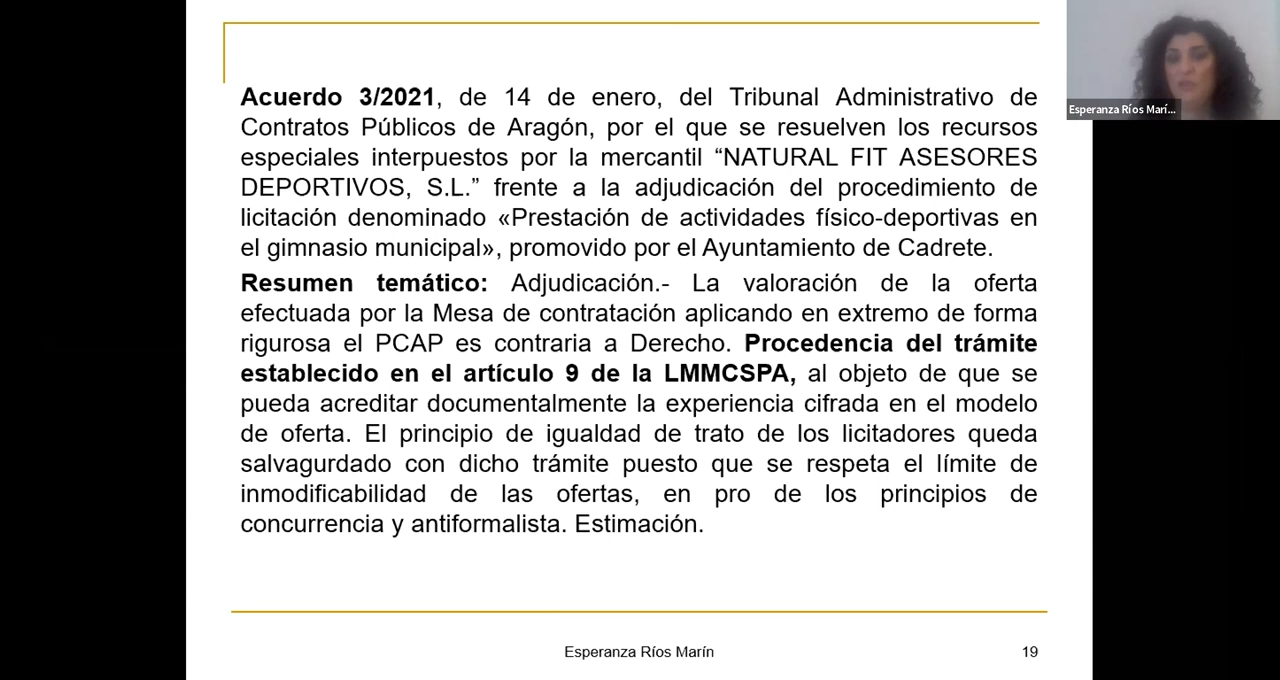 Acuerdo 3/2021, de 14 de enero, del Tribunal Administrativo de
Contratos Públicos de Aragón, por el que se resuelven los recursos
especiales interpuestos por la mercantil “NATURAL FIT ASESORES
DEPORTIVOS, S.L.” frente a la adjudicación del procedimiento de
licitación denominado «Prestación de actividades físico-deportivas en
el gimnasio municipal», promovido por el Ayuntamiento de Cadrete.
Resumen temático: Adjudicación.- La valoración de la oferta
efectuada por la Mesa de contratación aplicando en extremo de forma
rigurosa el PCAP es contraria a Derecho. Procedencia del trámite
establecido en el artículo 9 de la LMMCSPA, al objeto de que se
pueda acreditar documentalmente la experiencia cifrada en el modelo
de oferta. El principio de igualdad de trato de los licitadores queda
salvagurdado con dicho trámite puesto que se respeta el límite de
inmodificabilidad de las ofertas, en pro de los principios de
concurrencia y antiformalista. Estimación.
Esperanza Ríos Marín
19
Esperanza Ríos Marí...